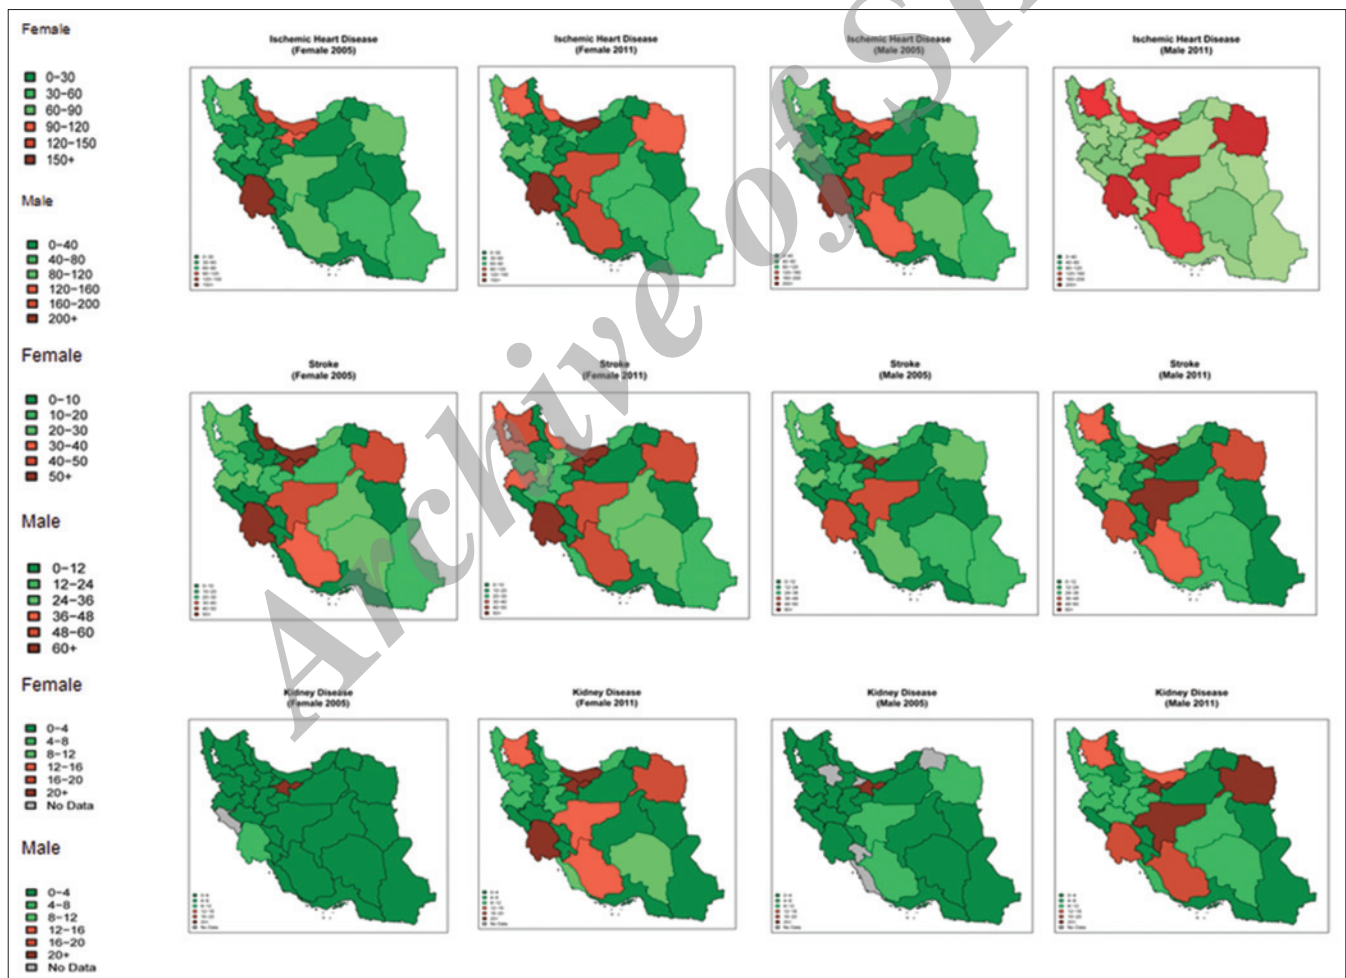 Female
0-30
30-60
60-90
90-120
120-150
150+
Male
0-40
40-80
80-120
120-160
160-200
200+
Female
0-10
10-20
20-30
30-40
40-50
50+
Male
0-12
12-24
24-36
36-48
48-60
60+
Female
0-4
4-8
8-12
12-16
16-20
20+
No Data
Male
0-4
4-8
8-12
12-16
16-20
20+
No Data
Ischemic Heart Disease
(Female 2005)
Ischemic Heart Disease
(Female 2011)
Ischemic Heart Disease
(Male 2005)
Ischemic Heart Disease
(Male 2011)
Stroke
(Female 2005)
Stroke
(Female 2011)
Stroke
(Male 2005)
Stroke
(Male 2011)
Kidney Disease
(Female 2005)
Kidney Disease
(Female 2011)
Kidney Disease
(Male 2005)
Kidney Disease
(Male 2011)
Archive of